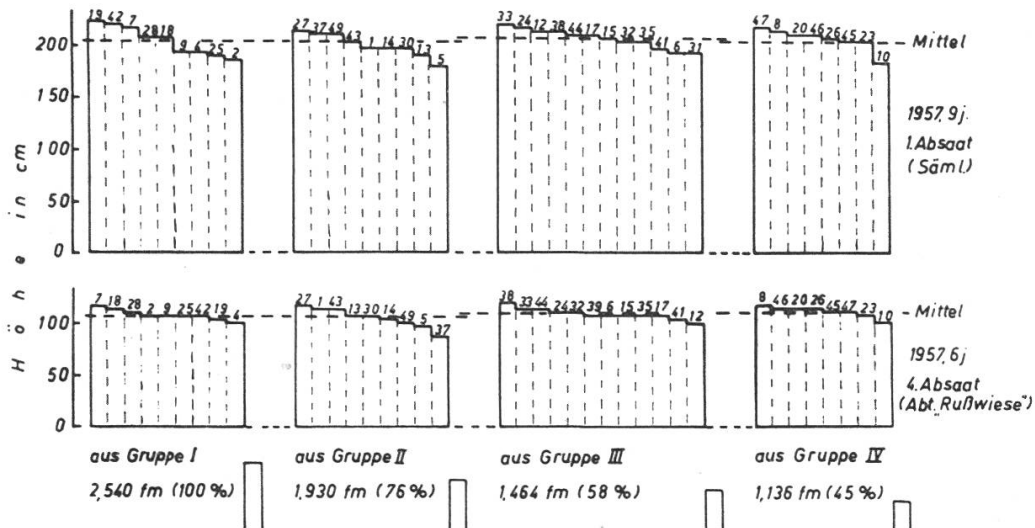 Höhe in cm
200
150
100
50
0
19 42 7 28 18 9 4 25 2
27 37 49 43 1 14 30 13 5
33 24 12 38 44 17 15 32 35 41 6 31
47 8 20 46 26 45 23 10
Mittel
1957, 9j.
1. Absaat
(Säml.)
100
50
0
7 18 28 2 9 25 42 19 4
27 1 43 13 30 14 49 5 37
38 33 44 24 32 39 6 15 35 17 41 12
8 46 20 26 45 47 23 10
Mittel
1957, 6j
4. Absaat
(Abt. „Rußwiese")
aus Gruppe I
2,540 fm (100 %)
aus Gruppe II
1,930 fm (76 %)
aus Gruppe III
1,464 fm (58 %)
aus Gruppe IV
1,136 fm (45 %)